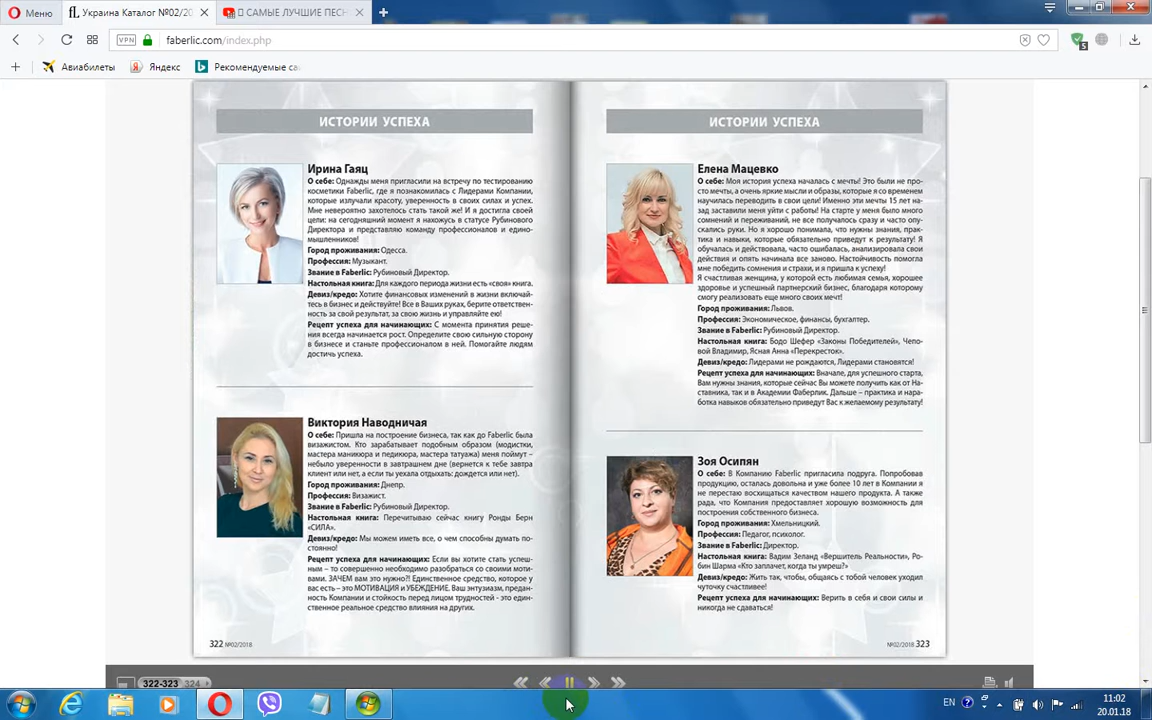 Меню
Украина Каталог №02/20
САМЫЕ ЛУЧШИЕ ПЕСН
VPN
faberlic.com/index.php
5
Авиабилеты
Яндекс
Рекомендуемые са
ИСТОРИИ УСПЕХА
Ирина Гаяц
О себе: Однажды меня пригласили на встречу по тестированию
косметики Faberlic, где я познакомилась с Лидерами Компании,
которые излучали красоту, уверенность в своих силах и успех.
Мне невероятно захотелось стать такой же! И я достигла своей
цели: на сегодняшний момент я нахожусь в статусе Рубинового
Директора и представляю команду профессионалов и едино-
мышленников!
Город проживания: Одесса.
Профессия: Музыкант.
Звание в Faberlic: Рубиновый Директор.
Настольная книга: Для каждого периода жизни есть «своя» книга.
Девиз/кредо: Хотите финансовых изменений в жизни включай-
тесь в бизнес и действуйте! Все в Ваших руках, берите ответствен-
ность за свой результат, за свою жизнь и управляйте ею!
Рецепт успеха для начинающих: С момента принятия реше-
ния всегда начинается рост. Определите свою сильную сторону
в бизнесе и станьте профессионалом в ней. Помогайте людям
достичь успеха.
Виктория Наводничая
О себе: Пришла на построение бизнеса, так как до Faberlic была
визажистом. Кто зарабатывает подобным образом (модистки,
мастера маникюра и педикюра, мастера татуажа) меня поймут –
небыло уверенности в завтрашнем дне (вернется к тебе завтра
клиент или нет, а если ты уехала отдыхать: дождется или нет).
Город проживания: Днепр.
Профессия: Визажист.
Звание в Faberlic: Рубиновый Директор.
Настольная книга: Перечитываю сейчас книгу Ронды Берн
«СИЛА».
Девиз/кредо: Мы можем иметь все, о чем способны думать по-
стоянно!
Рецепт успеха для начинающих: Если вы хотите стать успеш-
ным – то совершенно необходимо разобраться со своими моти-
вами. ЗАЧЕМ вам это нужно?! Единственное средство, которое у
вас есть – это МОТИВАЦИЯ и УБЕЖДЕНИЕ. Ваш энтузиазм, предан-
ность Компании и стойкость перед лицом трудностей - это един-
ственное реальное средство влияния на других.
322 №02/2018
ИСТОРИИ УСПЕХА
Елена Мацевко
О себе: Моя история успеха началась с мечты! Это были не про-
сто мечты, а очень яркие мысли и образы, которые я со временем
научилась переводить в свои цели! Именно эти мечты 15 лет на-
зад заставили меня уйти с работы! На старте у меня было много
сомнений и переживаний, не все получалось сразу и часто опу-
скались руки. Но я хорошо понимала, что нужны знания, прак-
тика и навыки, которые обязательно приведут к результату! Я
обучалась и действовала, часто ошибалась, анализировала свои
действия и опять начинала все заново. Настойчивость помогла
мне победить сомнения и страхи, и я пришла к успеху!
Я счастливая женщина, у которой есть любимая семья, хорошее
здоровье и успешный партнерский бизнес, благодаря которому
смогу реализовать еще много своих мечт!
Город проживания: Львов.
Профессия: Экономическое, финансы, бухгалтер.
Звание в Faberlic: Рубиновый Директор.
Настольная книга: Бодо Шефер «Законы Победителей», Чепо-
вой Владимир, Ясная Анна «Перекресток».
Девиз/кредо: Лидерами не рождаются, Лидерами становятся!
Рецепт успеха для начинающих: Вначале, для успешного старта,
Вам нужны знания, которые сейчас Вы можете получить как от На-
ставника, так и в Академии Фаберлик. Дальше – практика и нара-
ботка навыков обязательно приведут Вас к желаемому результату!
Зоя Осипян
О себе: В Компанию Faberlic пригласила подруга. Попробовав
продукцию, осталась довольна и уже более 10 лет в Компании я
не перестаю восхищаться качеством нашего продукта. А также
рада, что Компания предоставляет хорошую возможность для
построения собственного бизнеса.
Город проживания: Хмельницкий.
Профессия: Педагог, психолог.
Звание в Faberlic: Директор.
Настольная книга: Вадим Зеланд «Вершитель Реальности», Ро-
бин Шарма «Кто заплачет, когда ты умреш?»
Девиз/кредо: Жить так, чтобы, общаясь с тобой человек уходил
чуточку счастливее!
Рецепт успеха для начинающих: Верить в себя и свои силы и
никогда не сдаваться!
№02/2018 323
322-323 324
EN
11:02
20.01.18